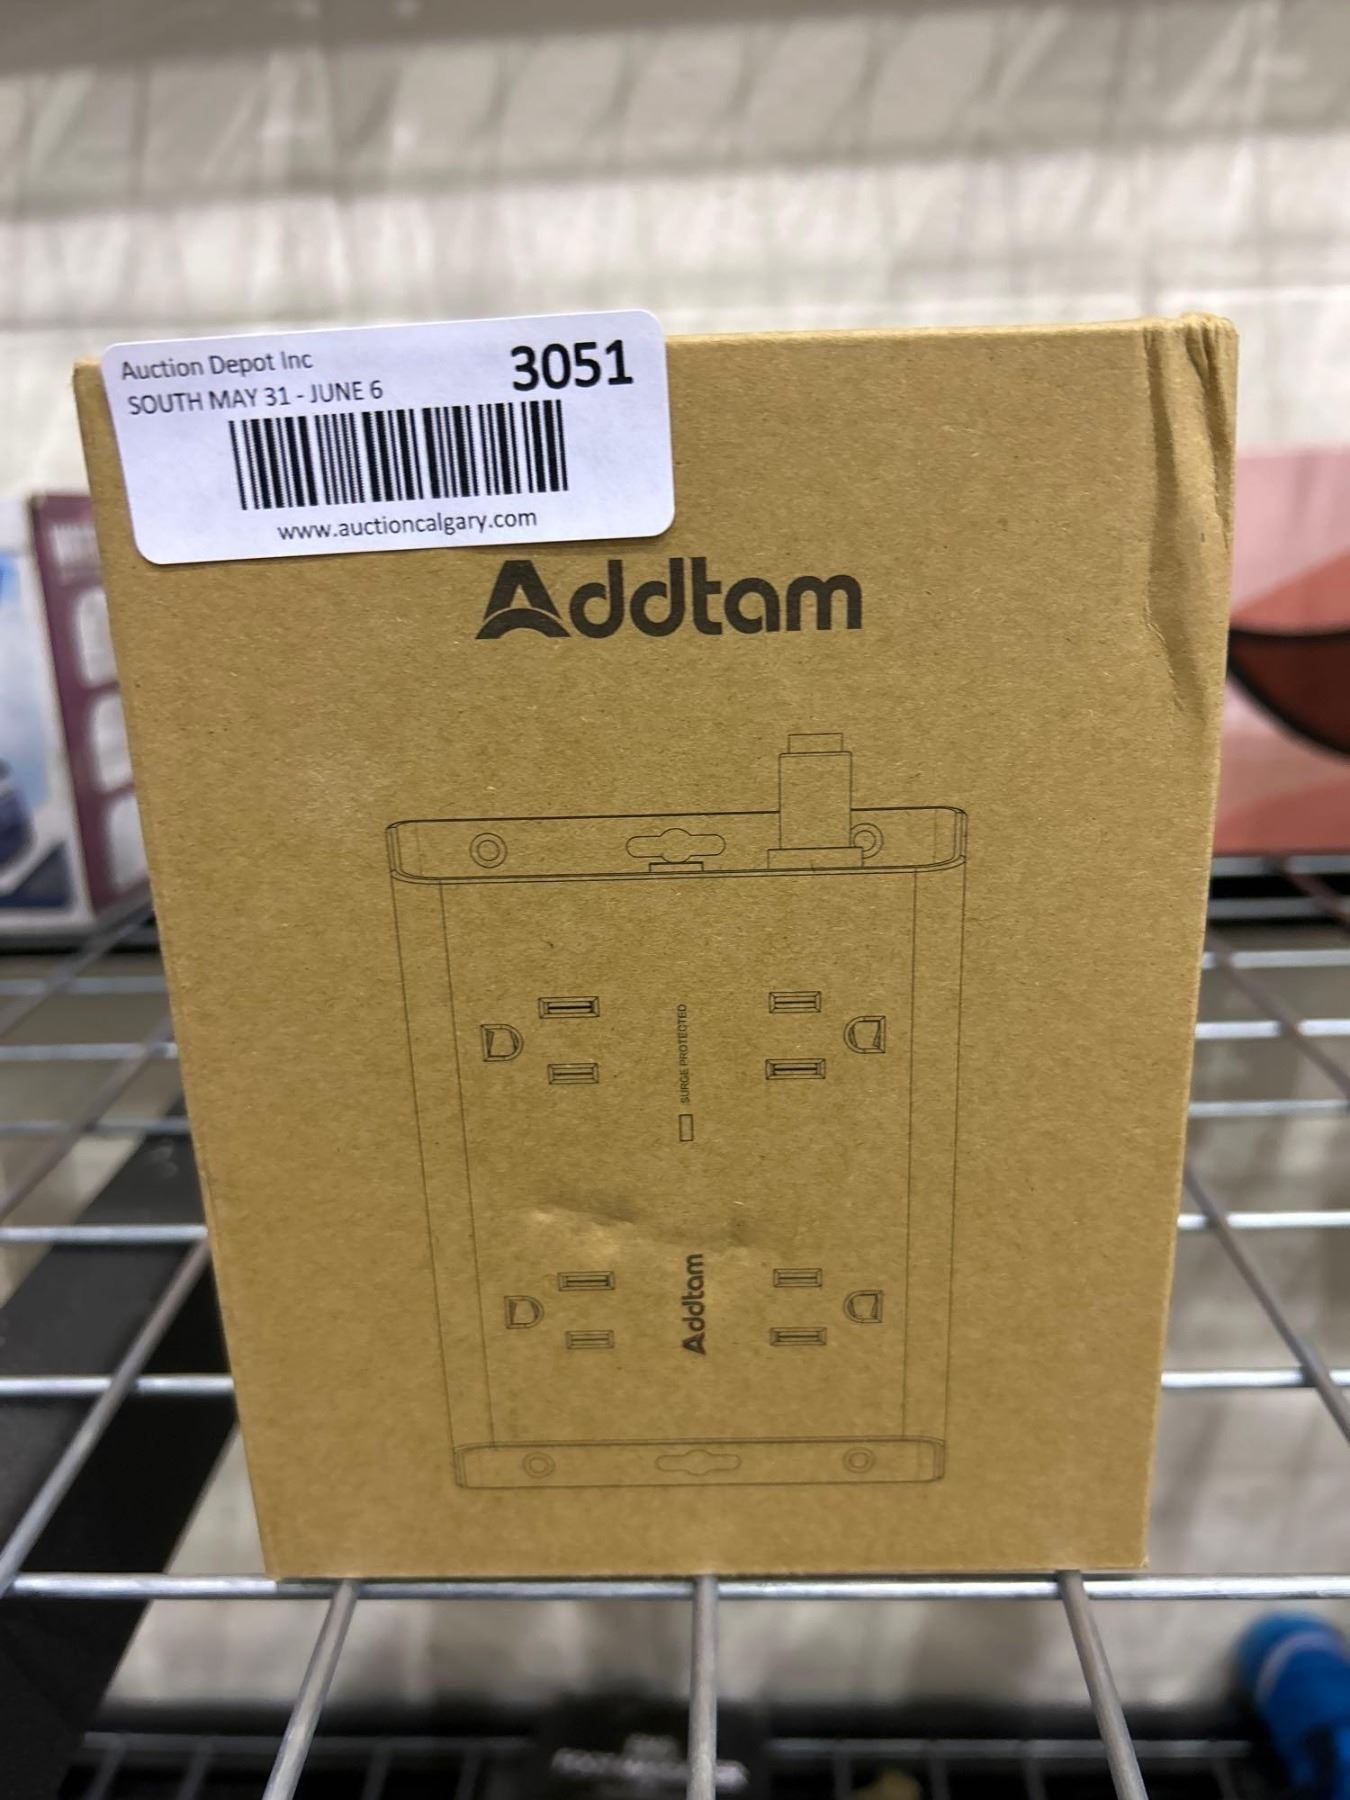 Auction Depot Inc
3051
SOUTH MAY 31 - JUNE 6
www.auctioncalgary.com
Addtam
SURGE PROTECTED
Addtam